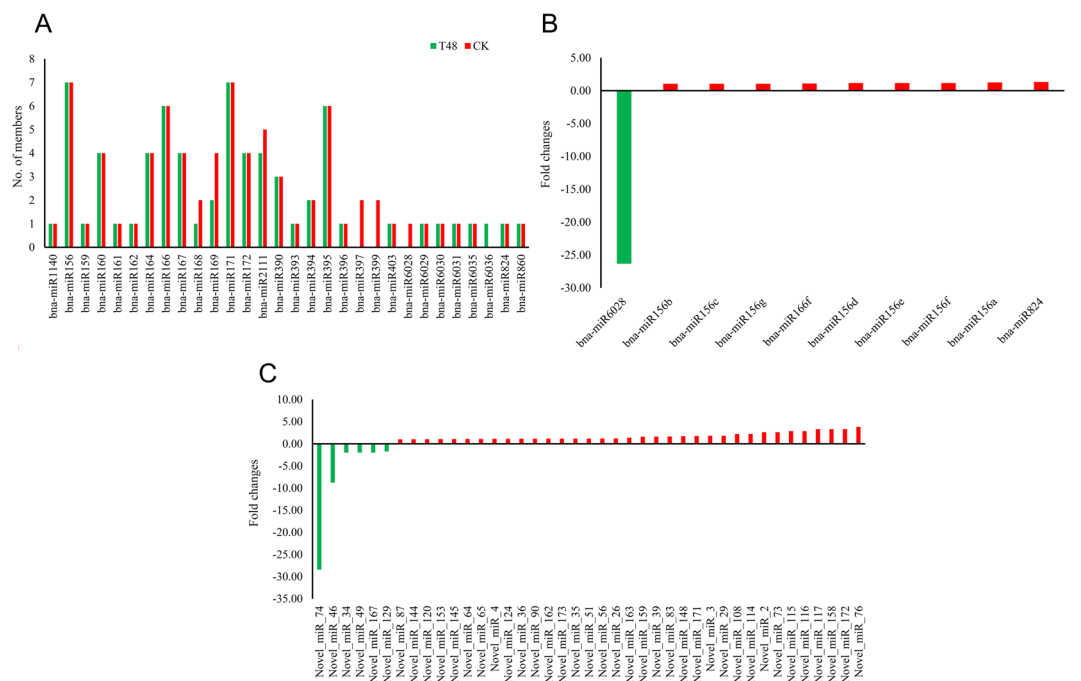 A
T48 CK
No. of members
8
7
6
5
4
3
2
1
0
bna-miR1140
bna-miR156
bna-miR159
bna-miR160
bna-miR161
bna-miR162
bna-miR164
bna-miR166
bna-miR167
bna-miR168
bna-miR169
bna-miR171
bna-miR172
bna-miR2111
bna-miR390
bna-miR393
bna-miR394
bna-miR395
bna-miR396
bna-miR397
bna-miR399
bna-miR403
bna-miR6028
bna-miR6029
bna-miR6030
bna-miR6031
bna-miR6035
bna-miR6036
bna-miR824
bna-miR860
B
Fold changes
5.00
0.00
-5.00
-10.00
-15.00
-20.00
-25.00
-30.00
bna-miR6028
bna-miR156b
bna-miR156c
bna-miR156g
bna-miR166f
bna-miR156d
bna-miR156e
bna-miR156f
bna-miR156a
bna-miR824
C
Fold changes
10.00
5.00
0.00
-5.00
-10.00
-15.00
-20.00
-25.00
-30.00
-35.00
Novel_miR_74
Novel_miR_46
Novel_miR_34
Novel_miR_49
Novel_miR_167
Novel_miR_129
Novel_miR_87
Novel_miR_144
Novel_miR_120
Novel_miR_153
Novel_miR_145
Novel_miR_64
Novel_miR_65
Novel_miR_4
Novel_miR_124
Novel_miR_36
Novel_miR_90
Novel_miR_162
Novel_miR_173
Novel_miR_35
Novel_miR_51
Novel_miR_56
Novel_miR_26
Novel_miR_163
Novel_miR_159
Novel_miR_39
Novel_miR_83
Novel_miR_148
Novel_miR_171
Novel_miR_3
Novel_miR_29
Novel_miR_108
Novel_miR_114
Novel_miR_2
Novel_miR_73
Novel_miR_115
Novel_miR_116
Novel_miR_117
Novel_miR_158
Novel_miR_172
Novel_miR_76